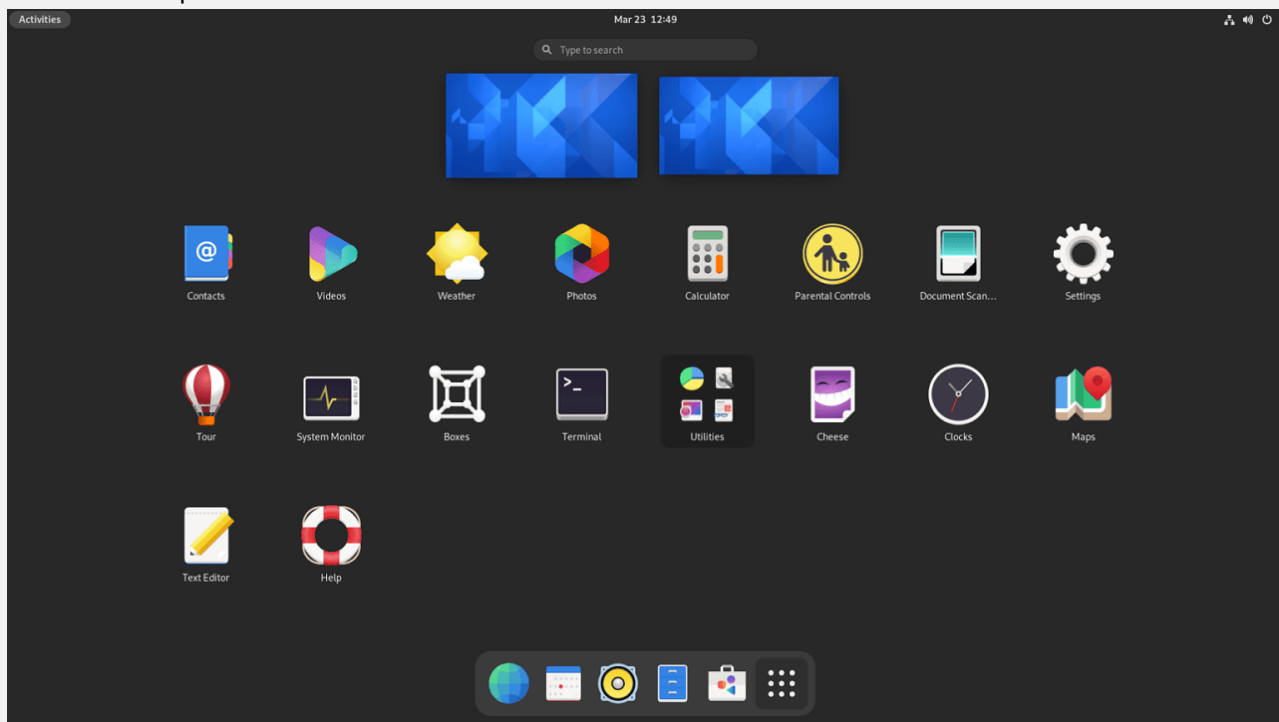 Activities
Mar 23 12:49
Type to search
Contacts
Videos
Weather
Photos
Calculator
Parental Controls
Document Scan...
Settings
Tour
System Monitor
Boxes
Terminal
Utilities
Cheese
Clocks
Maps
Text Editor
Help